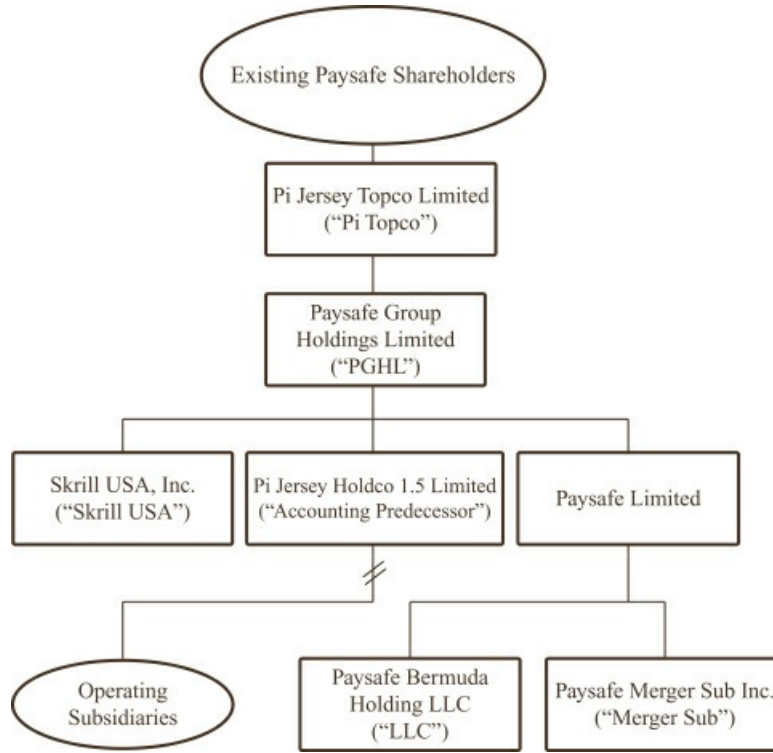 Existing Paysafe Shareholders
Pi Jersey Topco Limited
(“Pi Topco”)
Paysafe Group
Holdings Limited
(“PGHL”)
Skrill USA, Inc.
(“Skrill USA”)
Pi Jersey Holdco 1.5 Limited
(“Accounting Predecessor”)
Paysafe Limited
Operating
Subsidiaries
Paysafe Bermuda
Holding LLC
(“LLC”)
Paysafe Merger Sub Inc.
(“Merger Sub”)